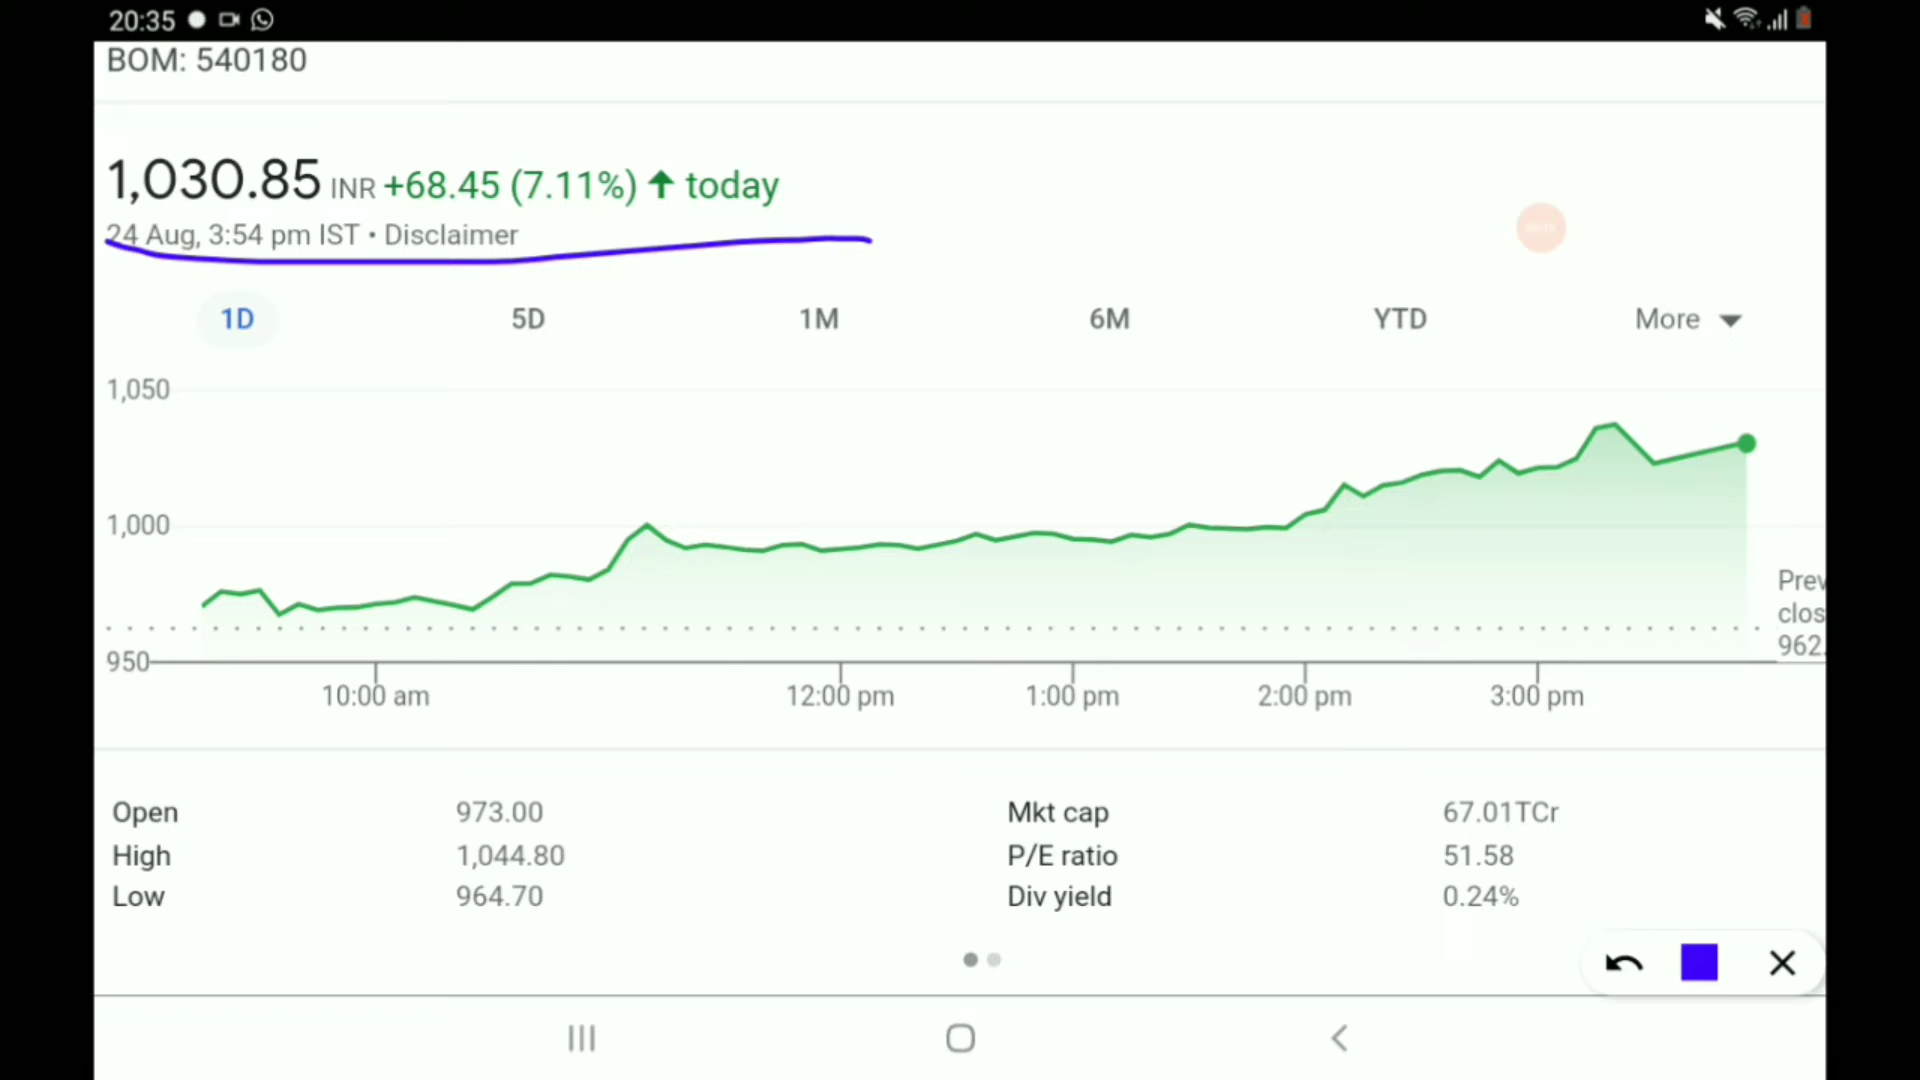 20:35
BOM: 540180
1,030.85 INR +68.45 (7.11%) ↑ today
24 Aug, 3:54 pm IST • Disclaimer
1D 5D 1M 6M YTD More
1,050
1,000
950
Prev
clos
962.
10:00 am 12:00 pm 1:00 pm 2:00 pm 3:00 pm
Open 973.00 Mkt cap 67.01TCr
High 1,044.80 P/E ratio 51.58
Low 964.70 Div yield 0.24%